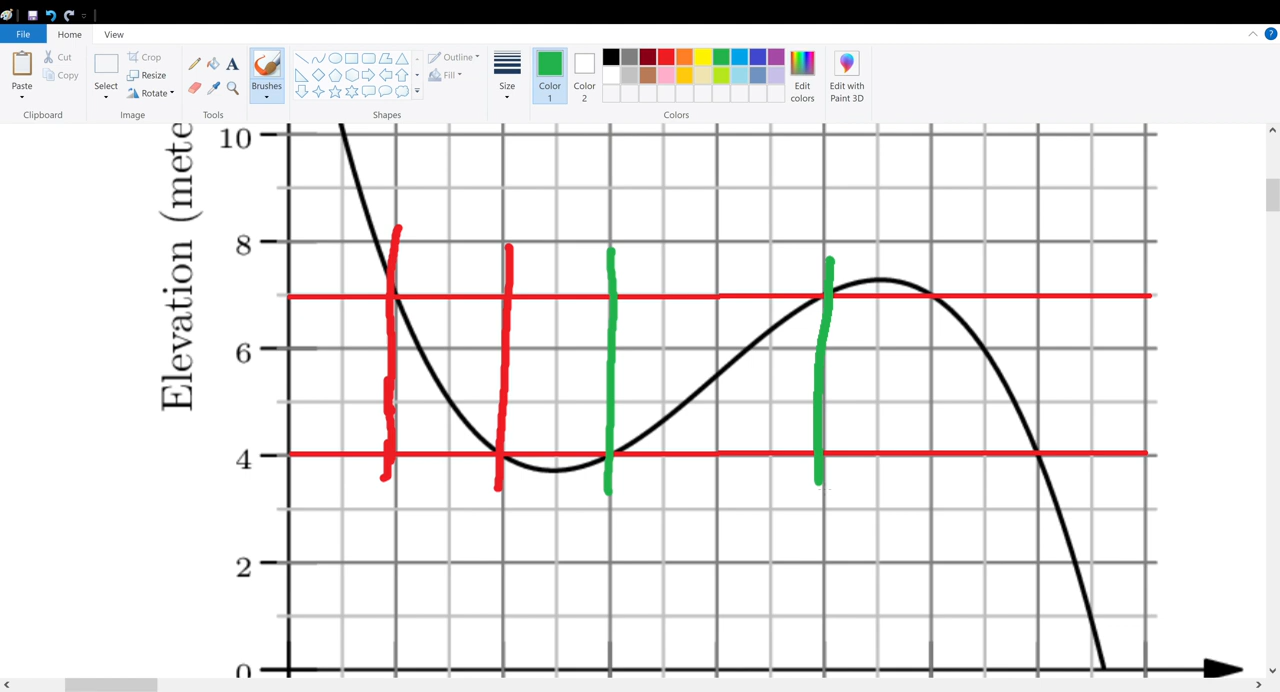 File Home View
Paste Cut Copy
Clipboard
Select Crop Resize Rotate
Image
A
Tools
Brushes
Outline Fill
Shapes
Size
Color 1
Color 2
Edit colors
Edit with Paint 3D
Colors
?
Elevation (mete
10
8
6
4
2
0